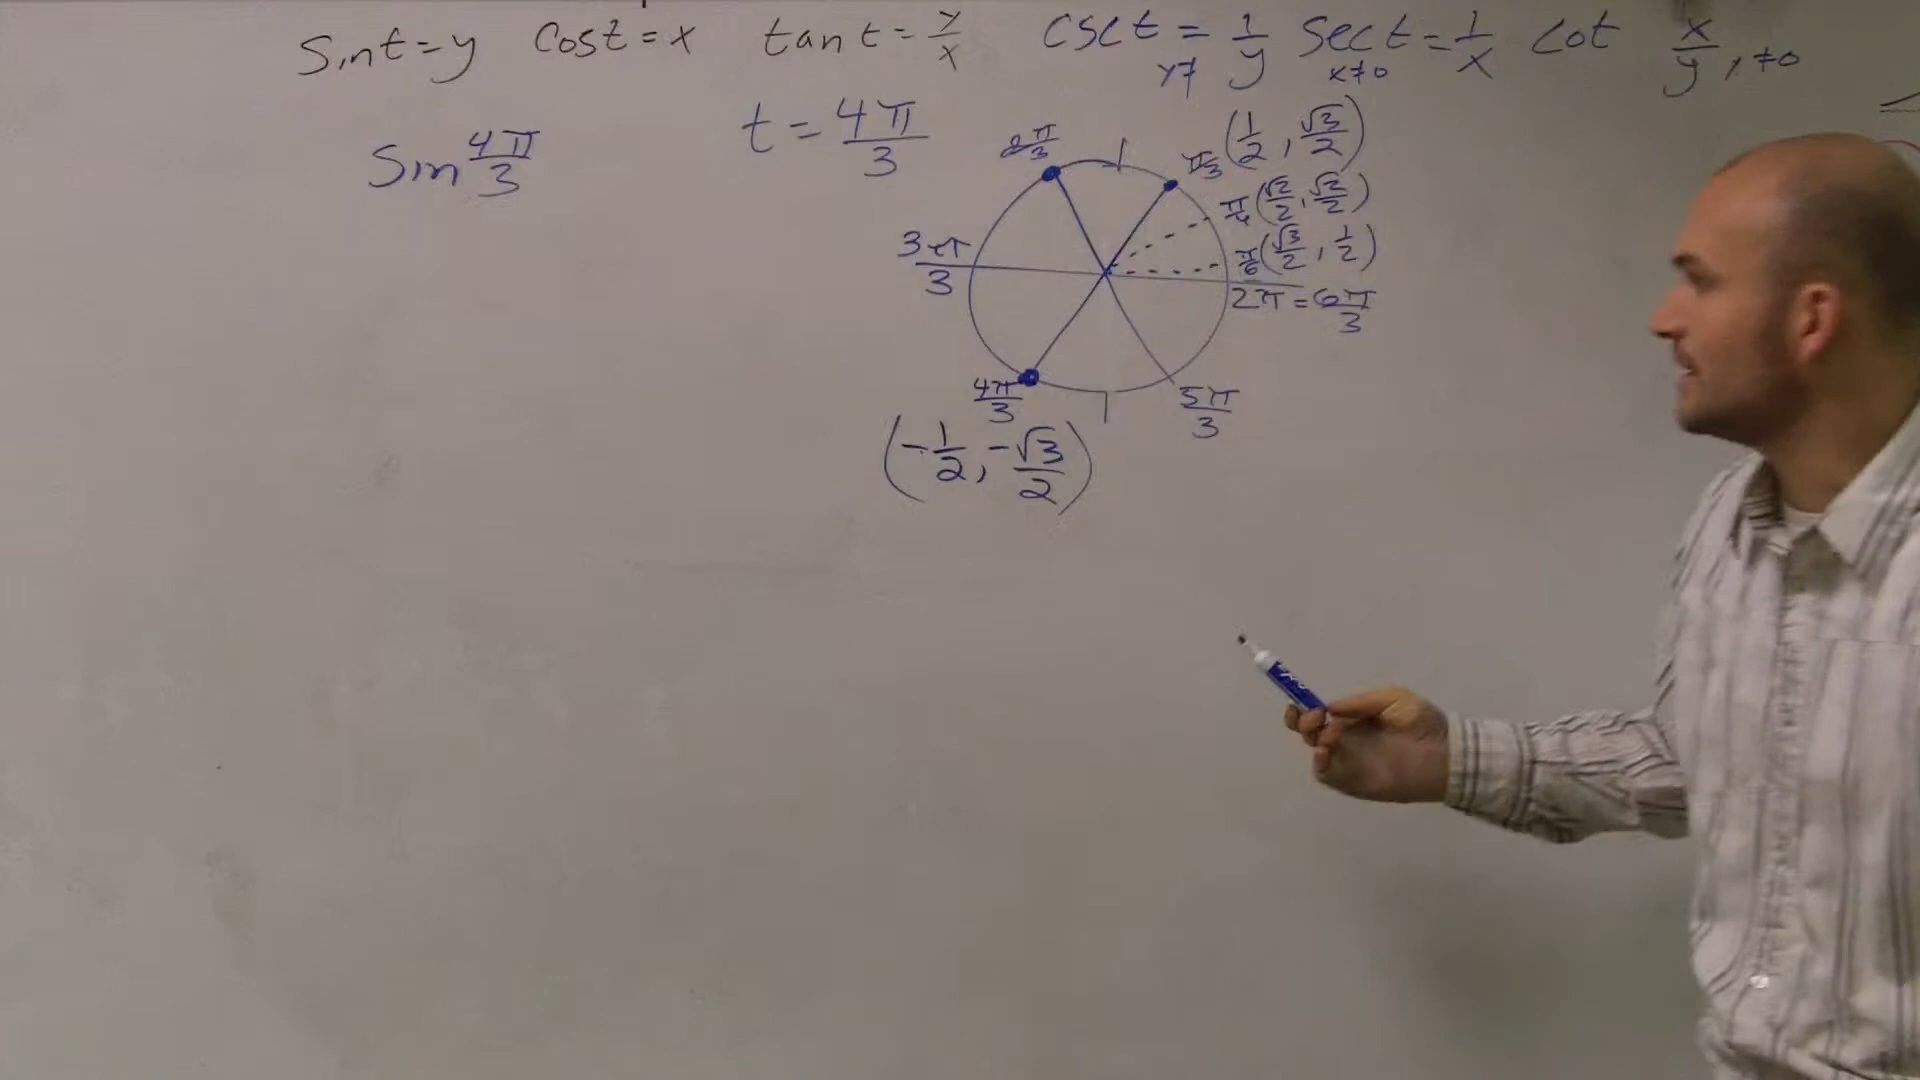 sin t = y cos t = x tan t = y/x csc t = 1/y y≠ sec t = 1/x x≠0 cot x/y, ≠0
sin 4π/3 t = 4π/3
2π/3 π/3 (1/2, √3/2)
π/4 (√2/2, √2/2)
3π/3 π/6 (√3/2, 1/2)
2π = 6π/3
4π/3 5π/3
(-1/2, -√3/2)